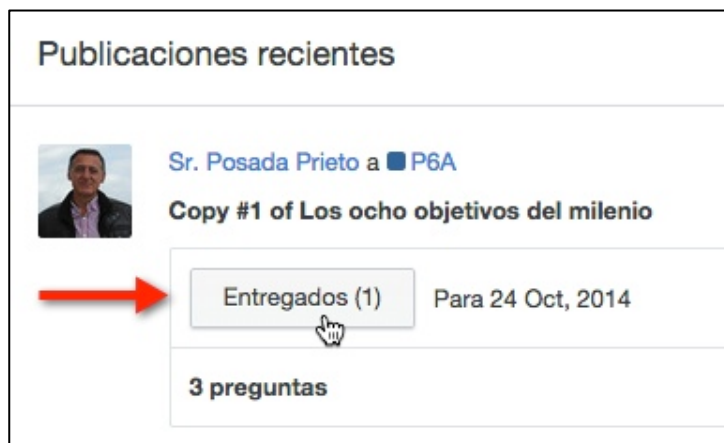 Publicaciones recientes
Sr. Posada Prieto a P6A
Copy #1 of Los ocho objetivos del milenio
Entregados (1) Para 24 Oct, 2014
3 preguntas